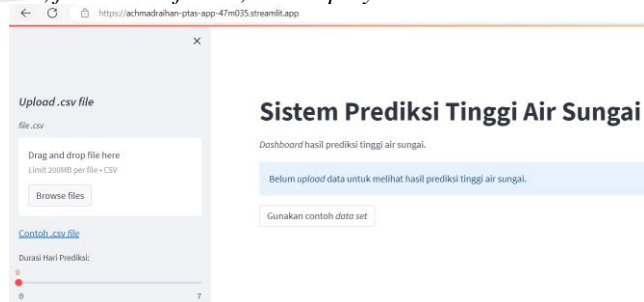 https://achmadraihan-ptas-app-47m035.streamlit.app
Upload .csv file
file.csv
Drag and drop file here
Limit 200MB per file • CSV
Browse files
Contoh .csv file
Durasi Hari Prediksi:
0
0 7
Sistem Prediksi Tinggi Air Sungai
Dashboard hasil prediksi tinggi air sungai.
Belum upload data untuk melihat hasil prediksi tinggi air sungai.
Gunakan contoh data set